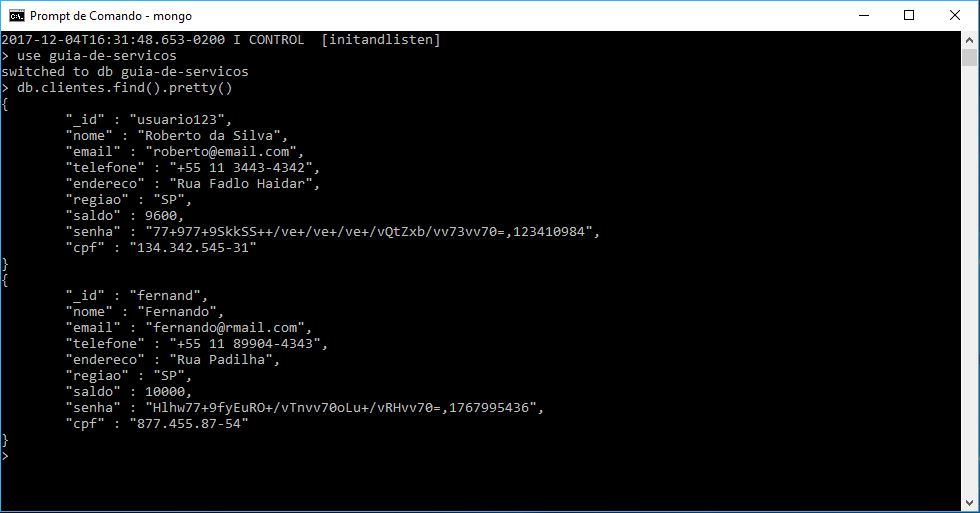 Prompt de Comando - mongo
2017-12-04T16:31:48.653-0200 I CONTROL  [initandlisten]
> use guia-de-servicos
switched to db guia-de-servicos
> db.clientes.find().pretty()
{
        "_id" : "usuario123",
        "nome" : "Roberto da Silva",
        "email" : "roberto@email.com",
        "telefone" : "+55 11 3443-4342",
        "endereco" : "Rua Fadlo Haidar",
        "regiao" : "SP",
        "saldo" : 9600,
        "senha" : "77+977+9SkkSS++/ve+/ve+/ve+/vQtZxb/vv73vv70=,123410984",
        "cpf" : "134.342.545-31"
}
{
        "_id" : "fernand",
        "nome" : "Fernando",
        "email" : "fernando@rmail.com",
        "telefone" : "+55 11 89904-4343",
        "endereco" : "Rua Padilha",
        "regiao" : "SP",
        "saldo" : 10000,
        "senha" : "Hlhw77+9fyEuRO+/vTnvv70oLu+/vRHvv70=,1767995436",
        "cpf" : "877.455.87-54"
}
>